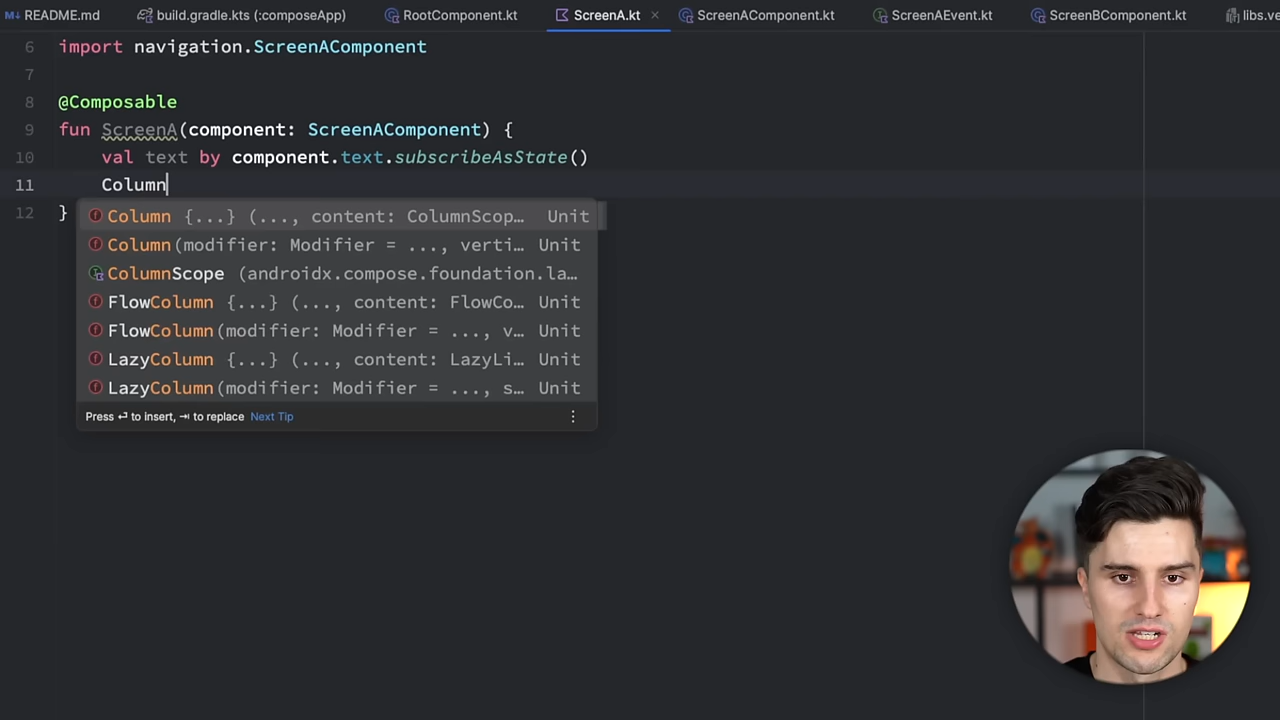 README.md
build.gradle.kts (:composeApp)
RootComponent.kt
ScreenA.kt
ScreenAComponent.kt
ScreenAEvent.kt
ScreenBComponent.kt
libs.ve
6 import navigation.ScreenAComponent
7
8 @Composable
9 fun ScreenA(component: ScreenAComponent) {
10 val text by component.text.subscribeAsState()
11 Column
12 }
Column {...} (..., content: ColumnScop… Unit
Column(modifier: Modifier = ..., verti… Unit
ColumnScope (androidx.compose.foundation.la…
FlowColumn {...} (..., content: FlowCo… Unit
FlowColumn(modifier: Modifier = ..., v… Unit
LazyColumn {...} (..., content: LazyLi… Unit
LazyColumn(modifier: Modifier = ..., s… Unit
Press ⏎ to insert, ⇥ to replace Next Tip